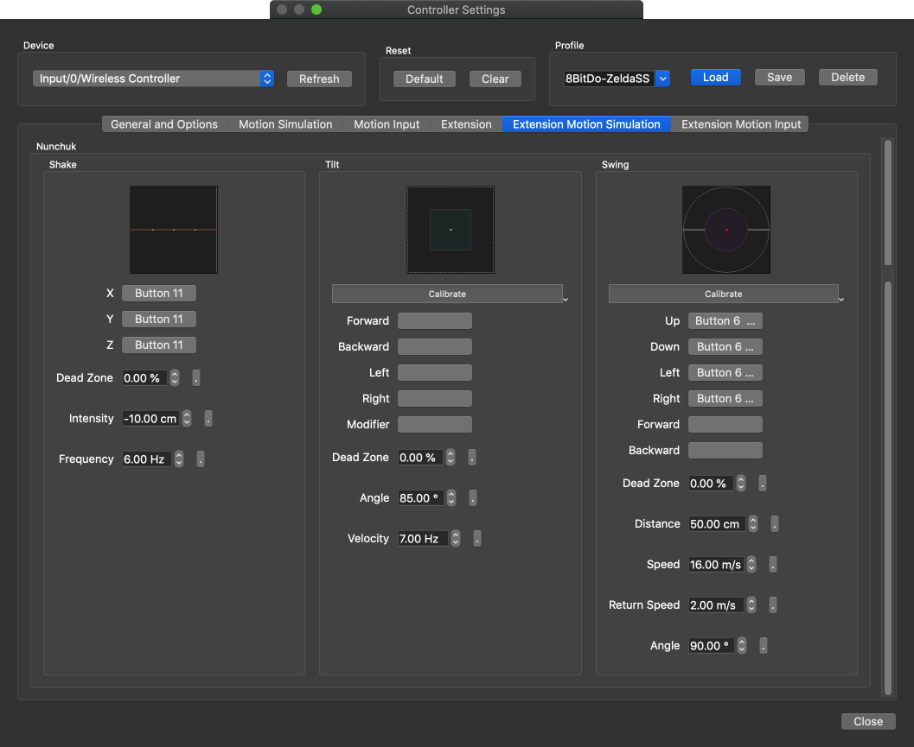 Controller Settings
Device
Reset
Profile
Input/0/Wireless Controller
Refresh
Default
Clear
8BitDo-ZeldaSS
Load
Save
Delete
General and Options
Motion Simulation
Motion Input
Extension
Extension Motion Simulation
Extension Motion Input
Nunchuk
Shake
X Button 11
Y Button 11
Z Button 11
Dead Zone 0.00 % .
Intensity -10.00 cm .
Frequency 6.00 Hz .
Tilt
Calibrate
Forward
Backward
Left
Right
Modifier
Dead Zone 0.00 % .
Angle 85.00 ° .
Velocity 7.00 Hz .
Swing
Calibrate
Up Button 6 ...
Down Button 6 ...
Left Button 6 ...
Right Button 6 ...
Forward
Backward
Dead Zone 0.00 % .
Distance 50.00 cm .
Speed 16.00 m/s .
Return Speed 2.00 m/s .
Angle 90.00 ° .
Close